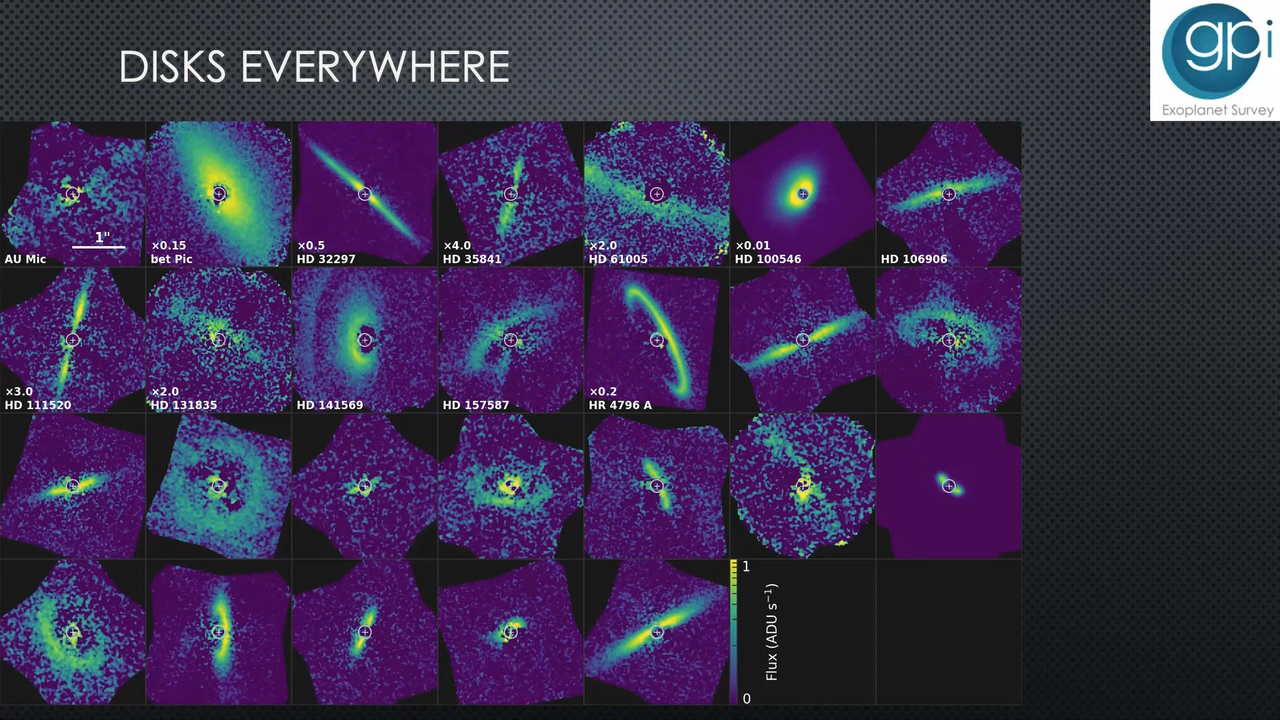 DISKS EVERYWHERE
gpi
Exoplanet Survey
1"
AU Mic
×0.15
bet Pic
×0.5
HD 32297
×4.0
HD 35841
×2.0
HD 61005
×0.01
HD 100546
HD 106906
×3.0
HD 111520
×2.0
HD 131835
HD 141569
HD 157587
×0.2
HR 4796 A
1
Flux (ADU s⁻¹)
0